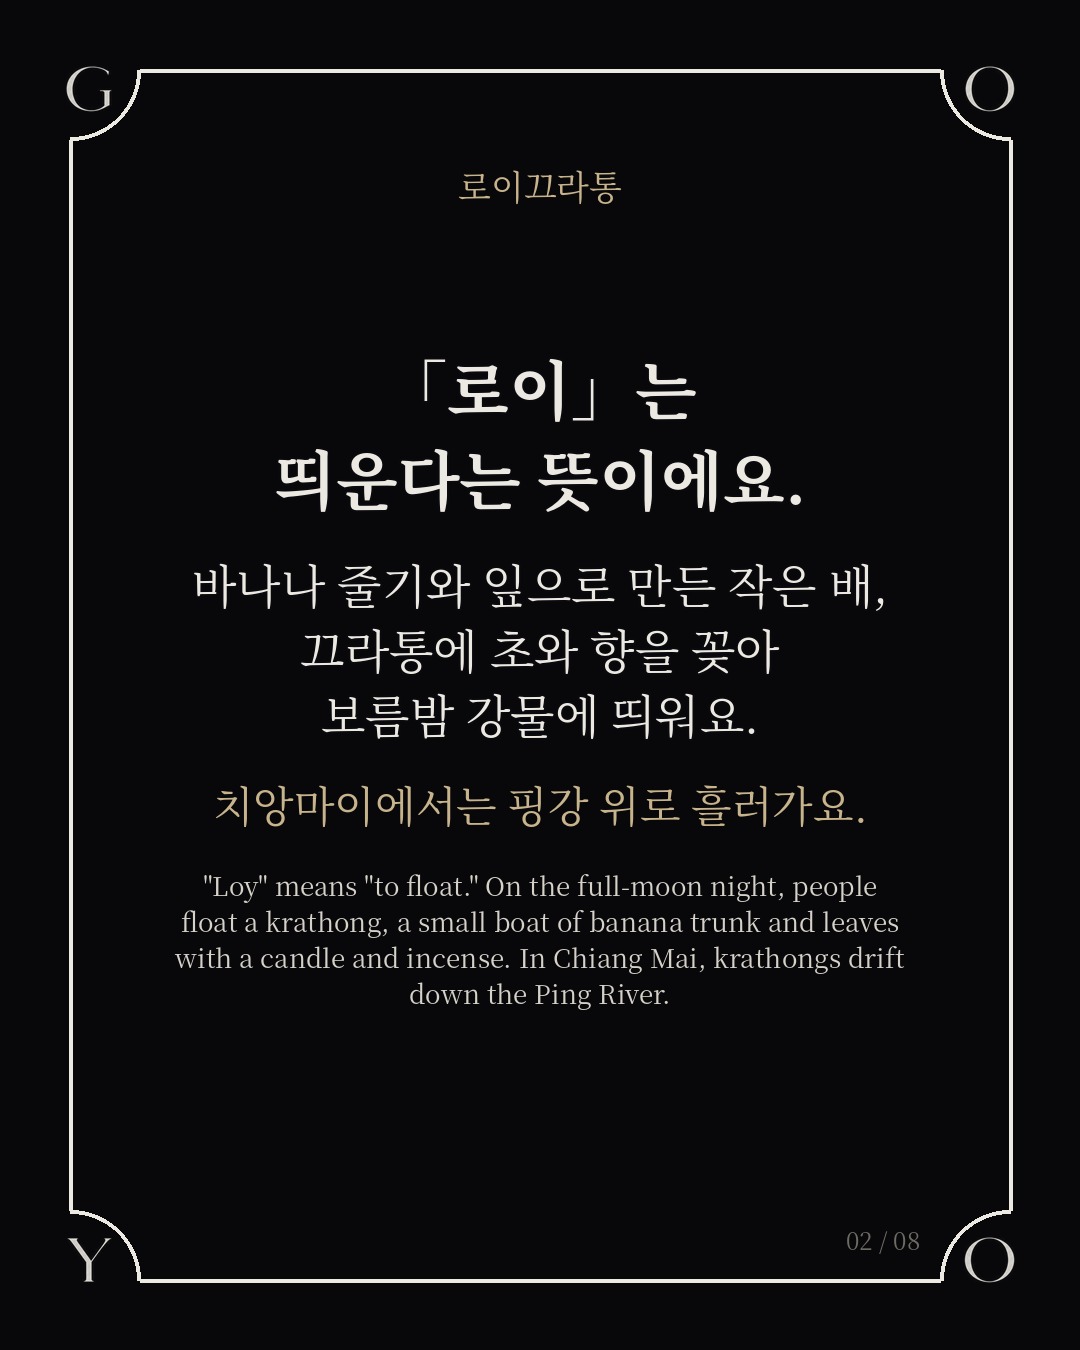 G O
로이끄라통
「로이」는
띄운다는 뜻이에요.
바나나 줄기와 잎으로 만든 작은 배,
끄라통에 초와 향을 꽂아
보름밤 강물에 띄워요.
치앙마이에서는 핑강 위로 흘러가요.
"Loy" means "to float." On the full-moon night, people
float a krathong, a small boat of banana trunk and leaves
with a candle and incense. In Chiang Mai, krathongs drift
down the Ping River.
02 / 08
Y O